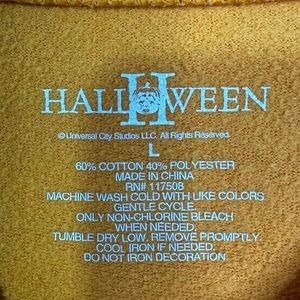 HALLOWEEN
II
© Universal City Studios LLC. All Rights Reserved.
L
60% COTTON 40% POLYESTER
MADE IN CHINA
RN# 117508
MACHINE WASH COLD WITH LIKE COLORS
GENTLE CYCLE.
ONLY NON-CHLORINE BLEACH
WHEN NEEDED.
TUMBLE DRY LOW. REMOVE PROMPTLY.
COOL IRON IF NEEDED.
DO NOT IRON DECORATION.